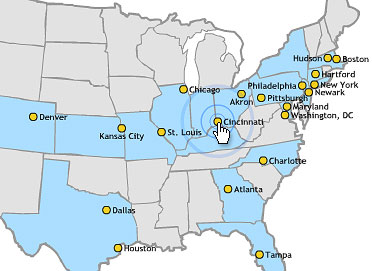 Hudson
Boston
Hartford
Philadelphia
New York
Newark
Chicago
Akron
Pittsburgh
Maryland
Washington, DC
Denver
Cincinnati
Kansas City
St. Louis
Charlotte
Atlanta
Dallas
Houston
Tampa